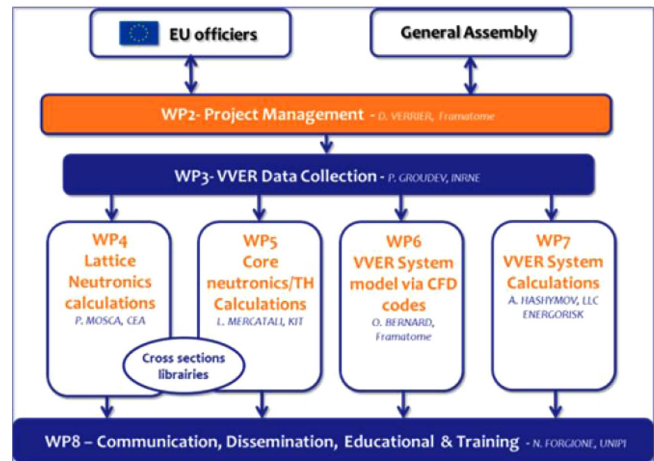 EU officiers
General Assembly
WP2- Project Management - D. VERRIER, Framatome
WP3- VVER Data Collection - P. GROUDEV, INRNE
WP4
Lattice
Neutronics
calculations
P. MOSCA, CEA
WP5
Core
neutronics/TH
Calculations
L. MERCATALI, KIT
WP6
VVER System
model via CFD
codes
O. BERNARD,
Framatome
WP7
VVER System
Calculations
A. HASHYMOV, LLC
ENERGORISK
Cross sections
librairies
WP8 – Communication, Dissemination, Educational & Training - N. FORGIONE, UNIPI